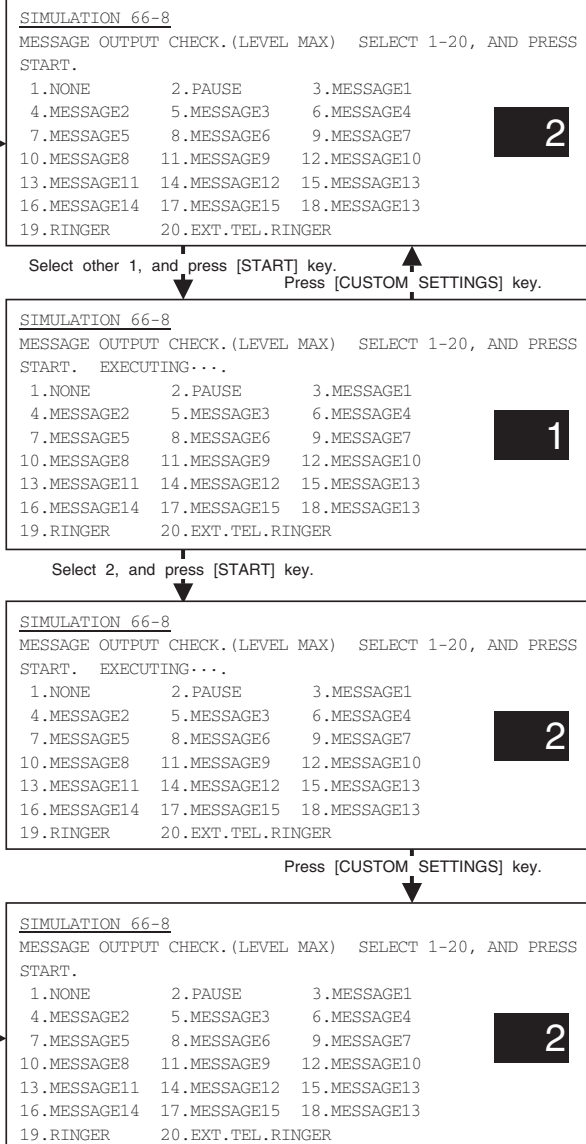 SIMULATION 66-8
MESSAGE OUTPUT CHECK.(LEVEL MAX) SELECT 1-20, AND PRESS
START.
1.NONE 2.PAUSE 3.MESSAGE1
4.MESSAGE2 5.MESSAGE3 6.MESSAGE4
7.MESSAGE5 8.MESSAGE6 9.MESSAGE7
2
10.MESSAGE8 11.MESSAGE9 12.MESSAGE10
13.MESSAGE11 14.MESSAGE12 15.MESSAGE13
16.MESSAGE14 17.MESSAGE15 18.MESSAGE13
19.RINGER 20.EXT.TEL.RINGER
Select other 1, and press [START] key.
Press [CUSTOM SETTINGS] key.
SIMULATION 66-8
MESSAGE OUTPUT CHECK.(LEVEL MAX) SELECT 1-20, AND PRESS
START. EXECUTING···.
1.NONE 2.PAUSE 3.MESSAGE1
4.MESSAGE2 5.MESSAGE3 6.MESSAGE4
7.MESSAGE5 8.MESSAGE6 9.MESSAGE7
1
10.MESSAGE8 11.MESSAGE9 12.MESSAGE10
13.MESSAGE11 14.MESSAGE12 15.MESSAGE13
16.MESSAGE14 17.MESSAGE15 18.MESSAGE13
19.RINGER 20.EXT.TEL.RINGER
Select 2, and press [START] key.
SIMULATION 66-8
MESSAGE OUTPUT CHECK.(LEVEL MAX) SELECT 1-20, AND PRESS
START. EXECUTING···.
1.NONE 2.PAUSE 3.MESSAGE1
4.MESSAGE2 5.MESSAGE3 6.MESSAGE4
7.MESSAGE5 8.MESSAGE6 9.MESSAGE7
2
10.MESSAGE8 11.MESSAGE9 12.MESSAGE10
13.MESSAGE11 14.MESSAGE12 15.MESSAGE13
16.MESSAGE14 17.MESSAGE15 18.MESSAGE13
19.RINGER 20.EXT.TEL.RINGER
Press [CUSTOM SETTINGS] key.
SIMULATION 66-8
MESSAGE OUTPUT CHECK.(LEVEL MAX) SELECT 1-20, AND PRESS
START.
1.NONE 2.PAUSE 3.MESSAGE1
4.MESSAGE2 5.MESSAGE3 6.MESSAGE4
7.MESSAGE5 8.MESSAGE6 9.MESSAGE7
2
10.MESSAGE8 11.MESSAGE9 12.MESSAGE10
13.MESSAGE11 14.MESSAGE12 15.MESSAGE13
16.MESSAGE14 17.MESSAGE15 18.MESSAGE13
19.RINGER 20.EXT.TEL.RINGER